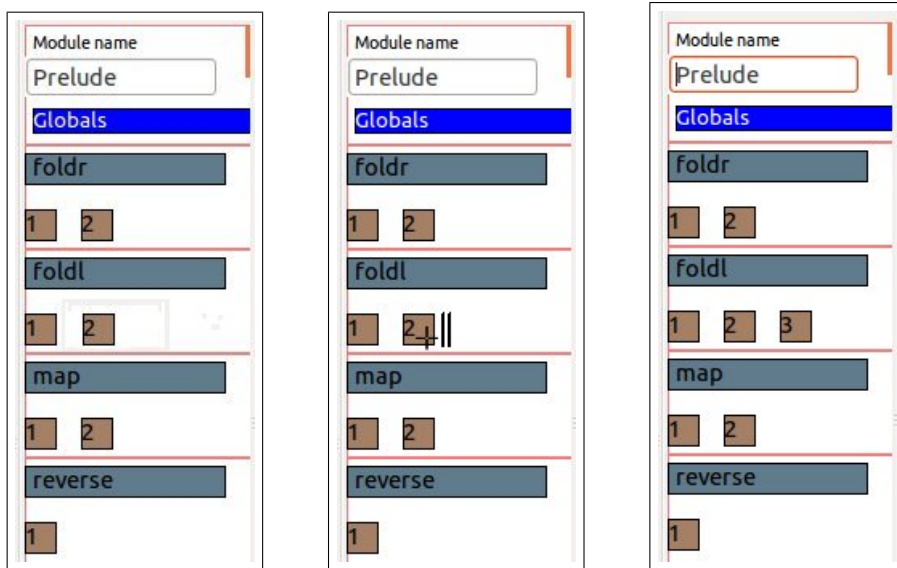 Module name
Prelude
Globals
foldr
1 2
foldl
1 2
map
1 2
reverse
1
Module name
Prelude
Globals
foldr
1 2
foldl
1 2
map
1 2
reverse
1
Module name
Prelude
Globals
foldr
1 2
foldl
1 2 3
map
1 2
reverse
1